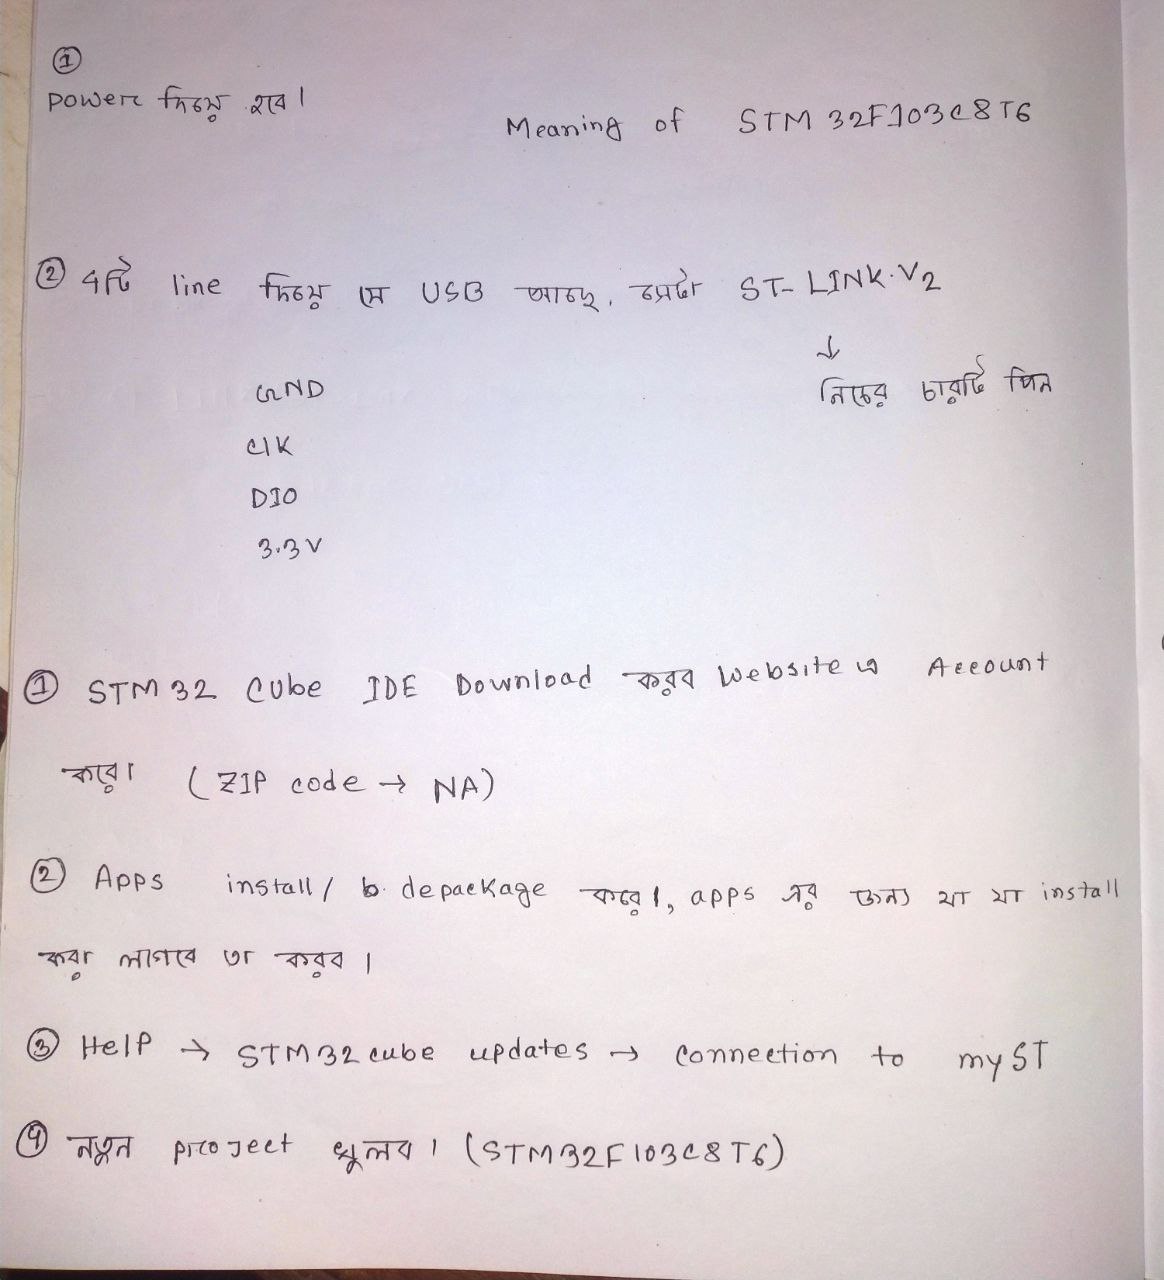 ①
Power দিয়ে হবে।
Meaning of STM 32F103C8T6
② ৪টি line দিয়ে যে USB আছে, সেটা ST-LINK-V2
↓
নিচের চারটি পিন
GND
ClK
DIO
3.3V
① STM 32 Cube IDE Download করব Website এ Account
করে। (ZIP code → NA)
② Apps install / depackage করে।, apps এর জন্য যা যা install
করা লাগবে তা করব।
③ Help → STM32 cube updates → Connection to myST
④ নতুন project খুলব। (STM32F103C8T6)